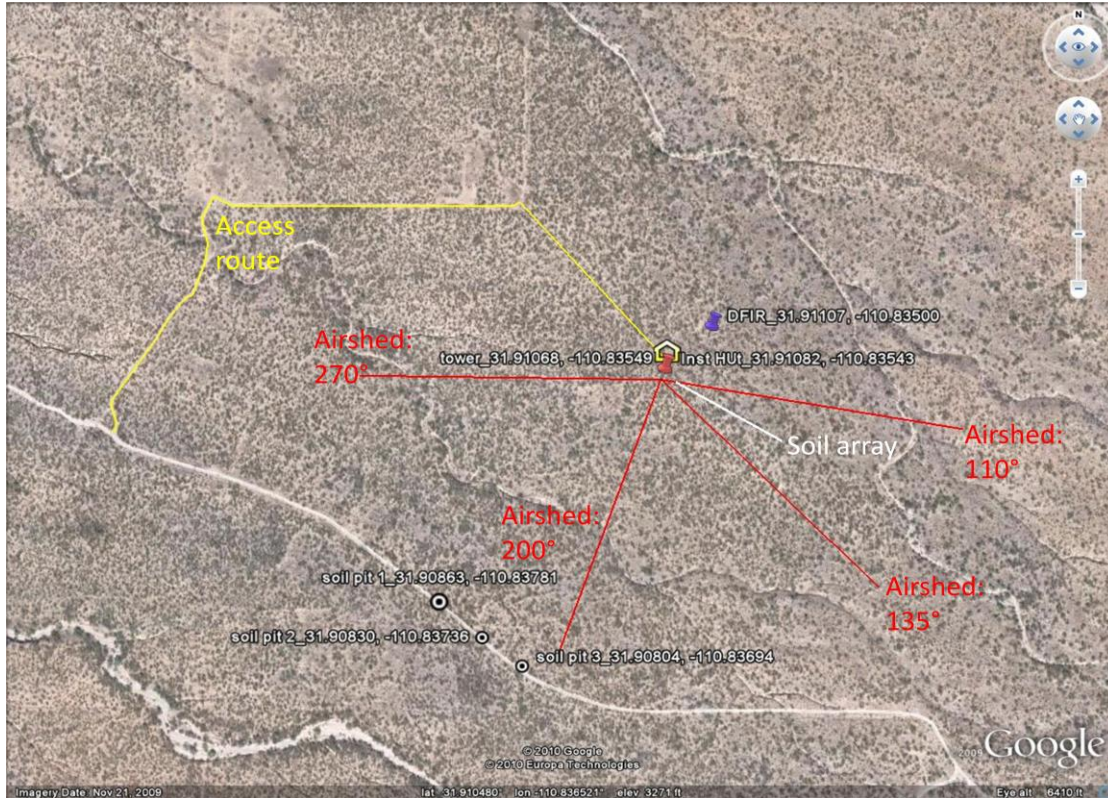 N
Access
route
DFIR_31.91107, -110.83500
Airshed:
270°
tower_31.91068, -110.83549
Inst HUt_31.91082, -110.83543
Airshed:
110°
Soil array
Airshed:
200°
Airshed:
135°
soil pit 1_31.90863, -110.83781
soil pit 2_31.90830, -110.83736
soil pit 3_31.90804, -110.83694
© 2010 Google
© 2010 Europa Technologies
2009 Google
Imagery Date: Nov 21, 2009
lat 31.910480° lon -110.836521° elev 3271 ft
Eye alt 6410 ft